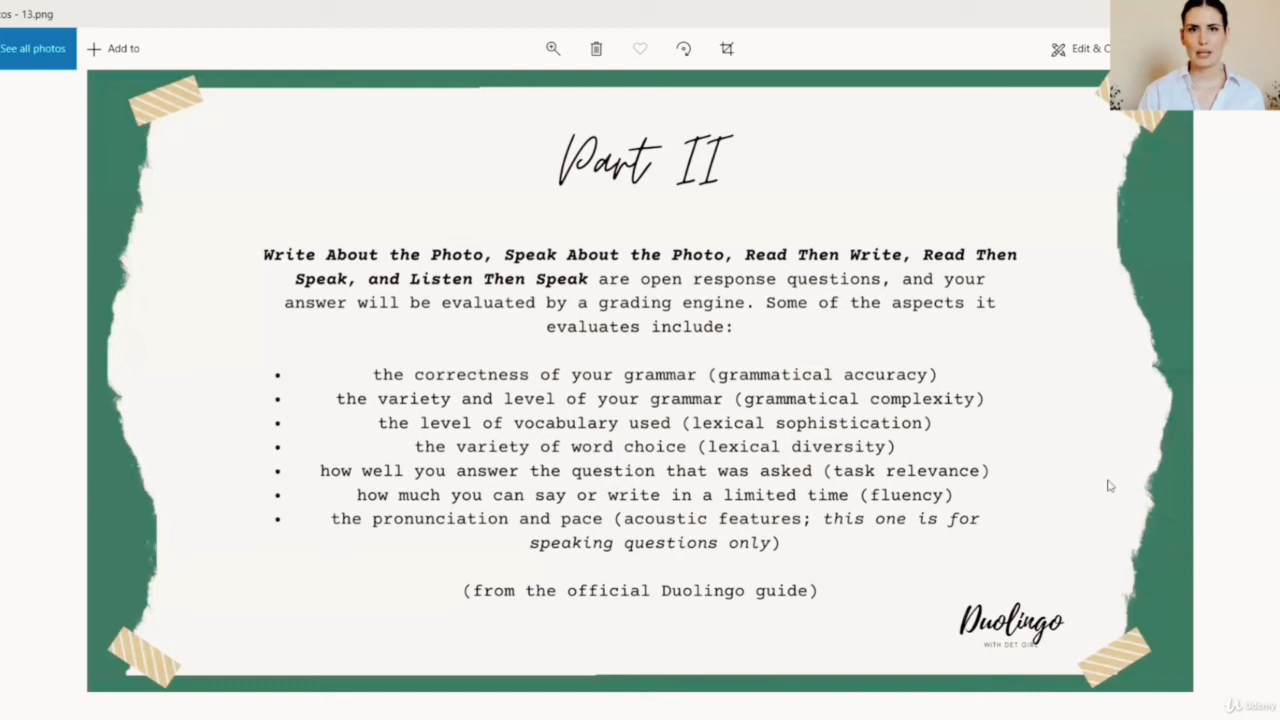 os - 13.png
See all photos
Add to
Edit & C
Part II
Write About the Photo, Speak About the Photo, Read Then Write, Read Then
Speak, and Listen Then Speak are open response questions, and your
answer will be evaluated by a grading engine. Some of the aspects it
evaluates include:
• the correctness of your grammar (grammatical accuracy)
• the variety and level of your grammar (grammatical complexity)
• the level of vocabulary used (lexical sophistication)
• the variety of word choice (lexical diversity)
• how well you answer the question that was asked (task relevance)
• how much you can say or write in a limited time (fluency)
• the pronunciation and pace (acoustic features; this one is for
speaking questions only)
(from the official Duolingo guide)
Duolingo
WITH DET GIRL
Udemy